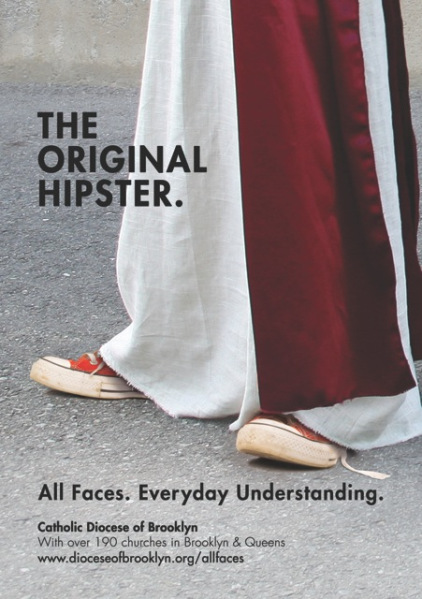 THE
ORIGINAL
HIPSTER.
All Faces. Everyday Understanding.
Catholic Diocese of Brooklyn
With over 190 churches in Brooklyn & Queens
www.dioceseofbrooklyn.org/allfaces